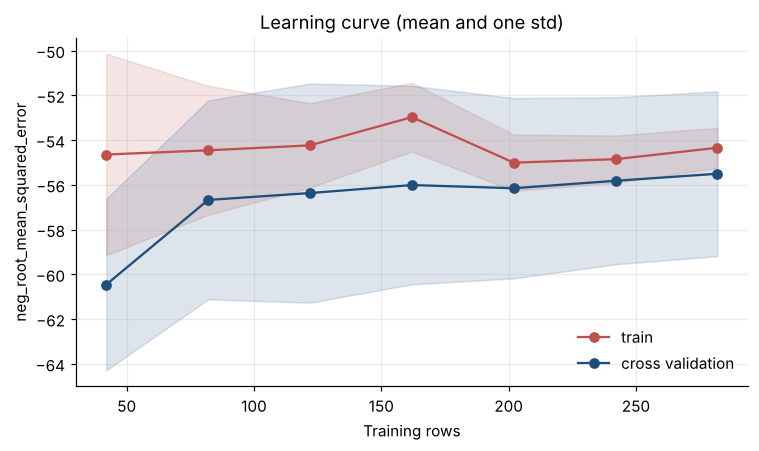 Learning curve (mean and one std)
neg_root_mean_squared_error
−50
−52
−54
−56
−58
−60
−62
−64
train
cross validation
50
100
150
200
250
Training rows